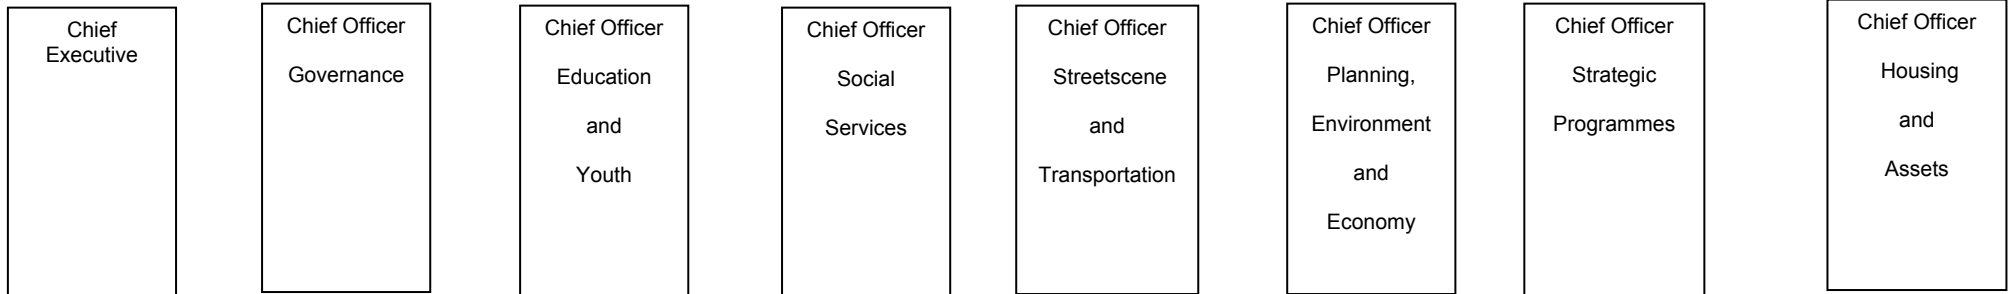 Chief
Executive
Chief Officer
Governance
Chief Officer
Education
and
Youth
Chief Officer
Social
Services
Chief Officer
Streetscene
and
Transportation
Chief Officer
Planning,
Environment
and
Economy
Chief Officer
Strategic
Programmes
Chief Officer
Housing
and
Assets